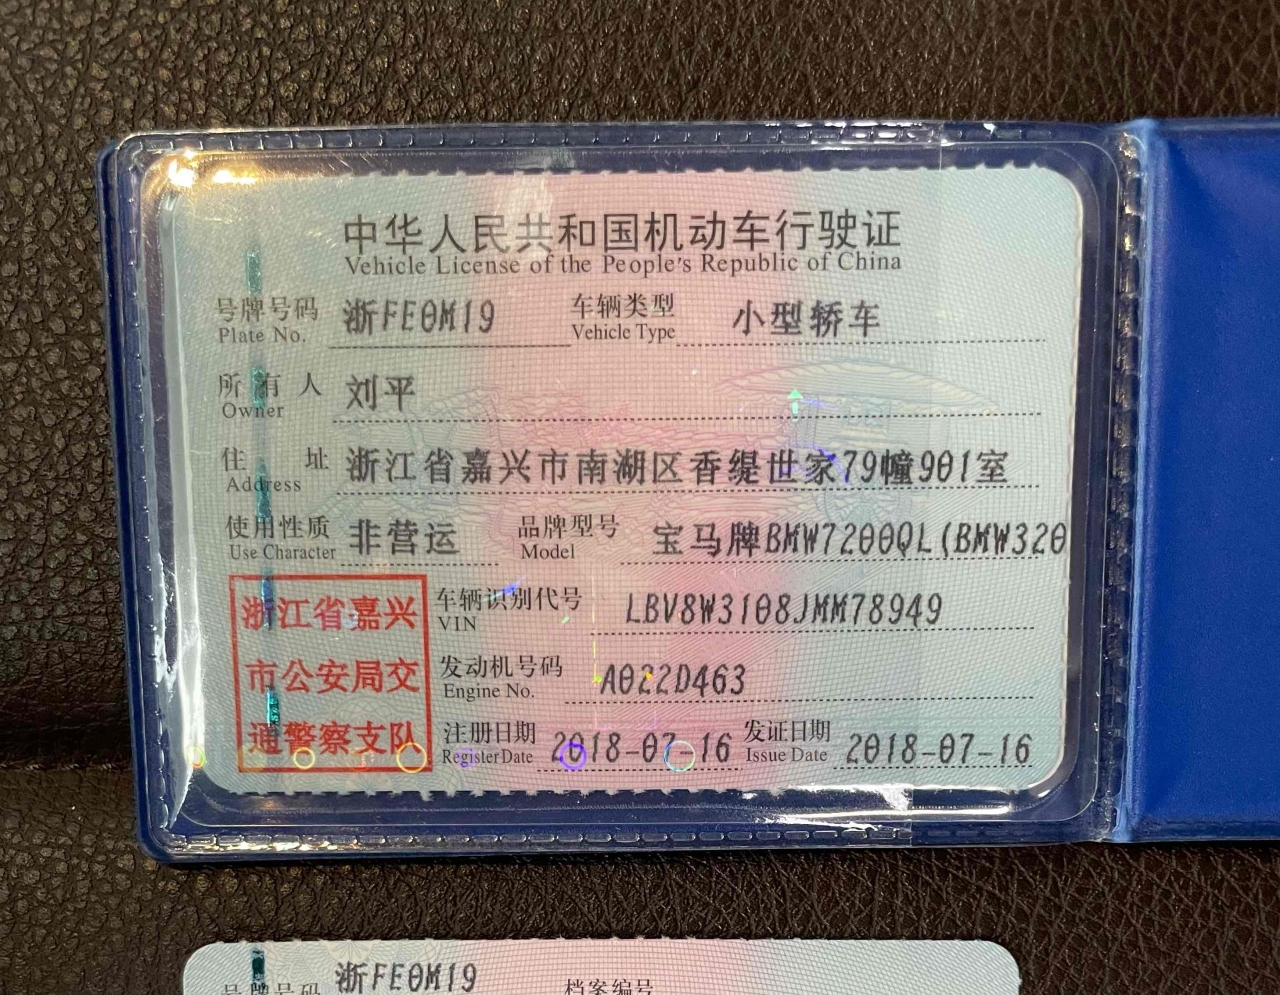 中华人民共和国机动车行驶证
Vehicle License of the People's Republic of China
号牌号码 浙FE0M19 车辆类型 小型轿车
Plate No. Vehicle Type
所有人 刘平
Owner
住址 浙江省嘉兴市南湖区香缇世家79幢901室
Address
使用性质 非营运 品牌型号 宝马牌BMW7200QL(BMW320
Use Character Model
浙江省嘉兴
市公安局交
通警察支队
车辆识别代号 LBV8W3108JMM78949
VIN
发动机号码 A022D463
Engine No.
注册日期 2018-07-16 发证日期 2018-07-16
Register Date Issue Date
号牌号码 浙FE0M19 档案编号